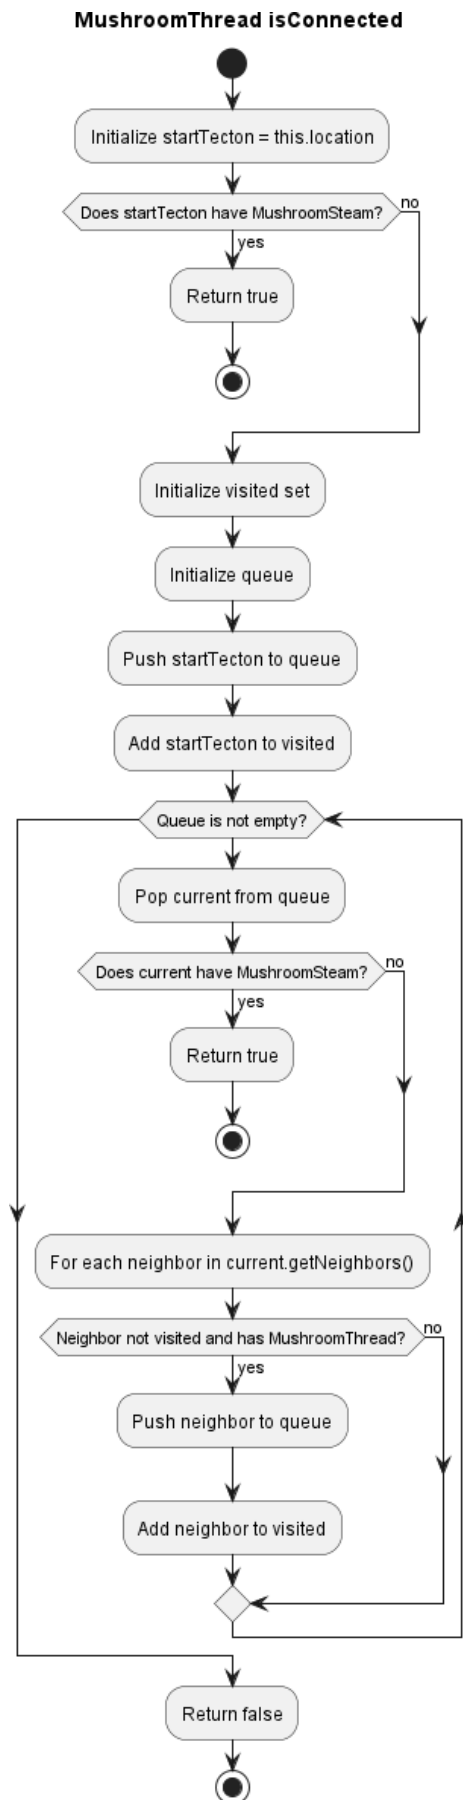 MushroomThread isConnected
Initialize startTecton = this.location
Does startTecton have MushroomSteam?
no
yes
Return true
Initialize visited set
Initialize queue
Push startTecton to queue
Add startTecton to visited
Queue is not empty?
Pop current from queue
Does current have MushroomSteam?
no
yes
Return true
For each neighbor in current.getNeighbors()
Neighbor not visited and has MushroomThread?
no
yes
Push neighbor to queue
Add neighbor to visited
Return false